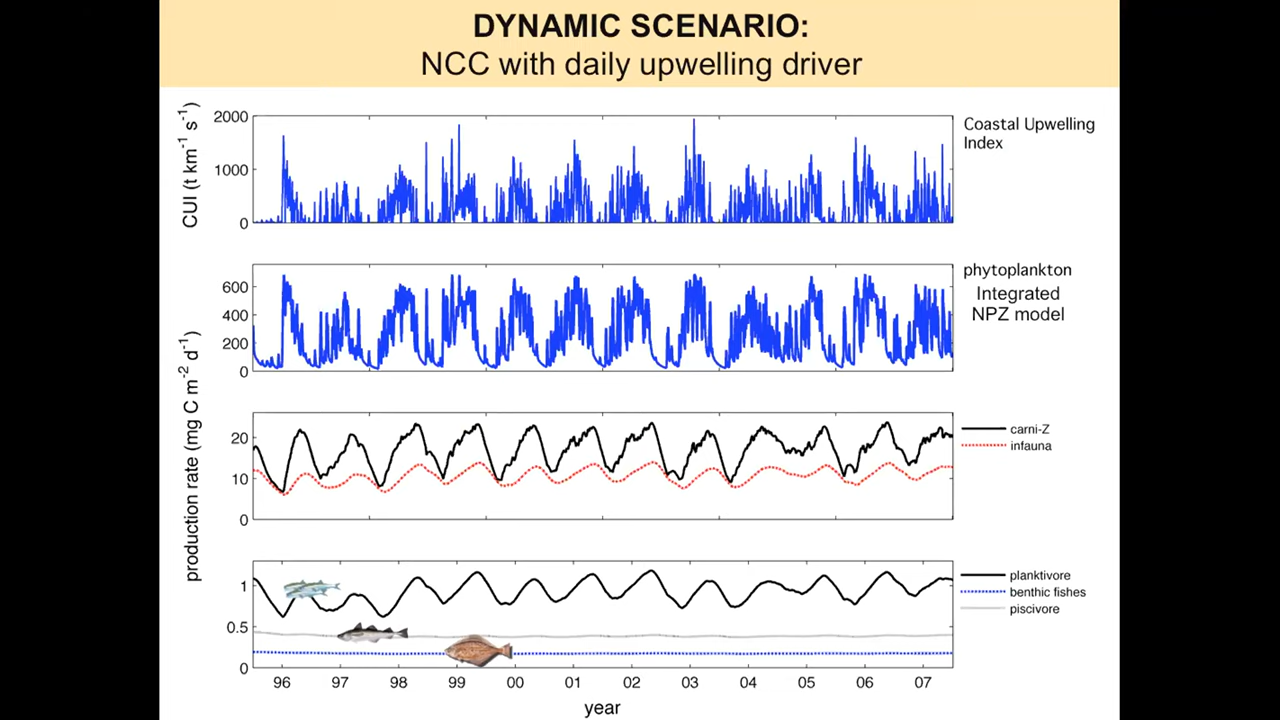 DYNAMIC SCENARIO:
NCC with daily upwelling driver
CUI (t km⁻¹ s⁻¹)
2000
1000
0
Coastal Upwelling
Index
production rate (mg C m⁻² d⁻¹)
600
400
200
0
phytoplankton
Integrated
NPZ model
20
10
0
carni-Z
infauna
1
0.5
0
planktivore
benthic fishes
piscivore
96 97 98 99 00 01 02 03 04 05 06 07
year